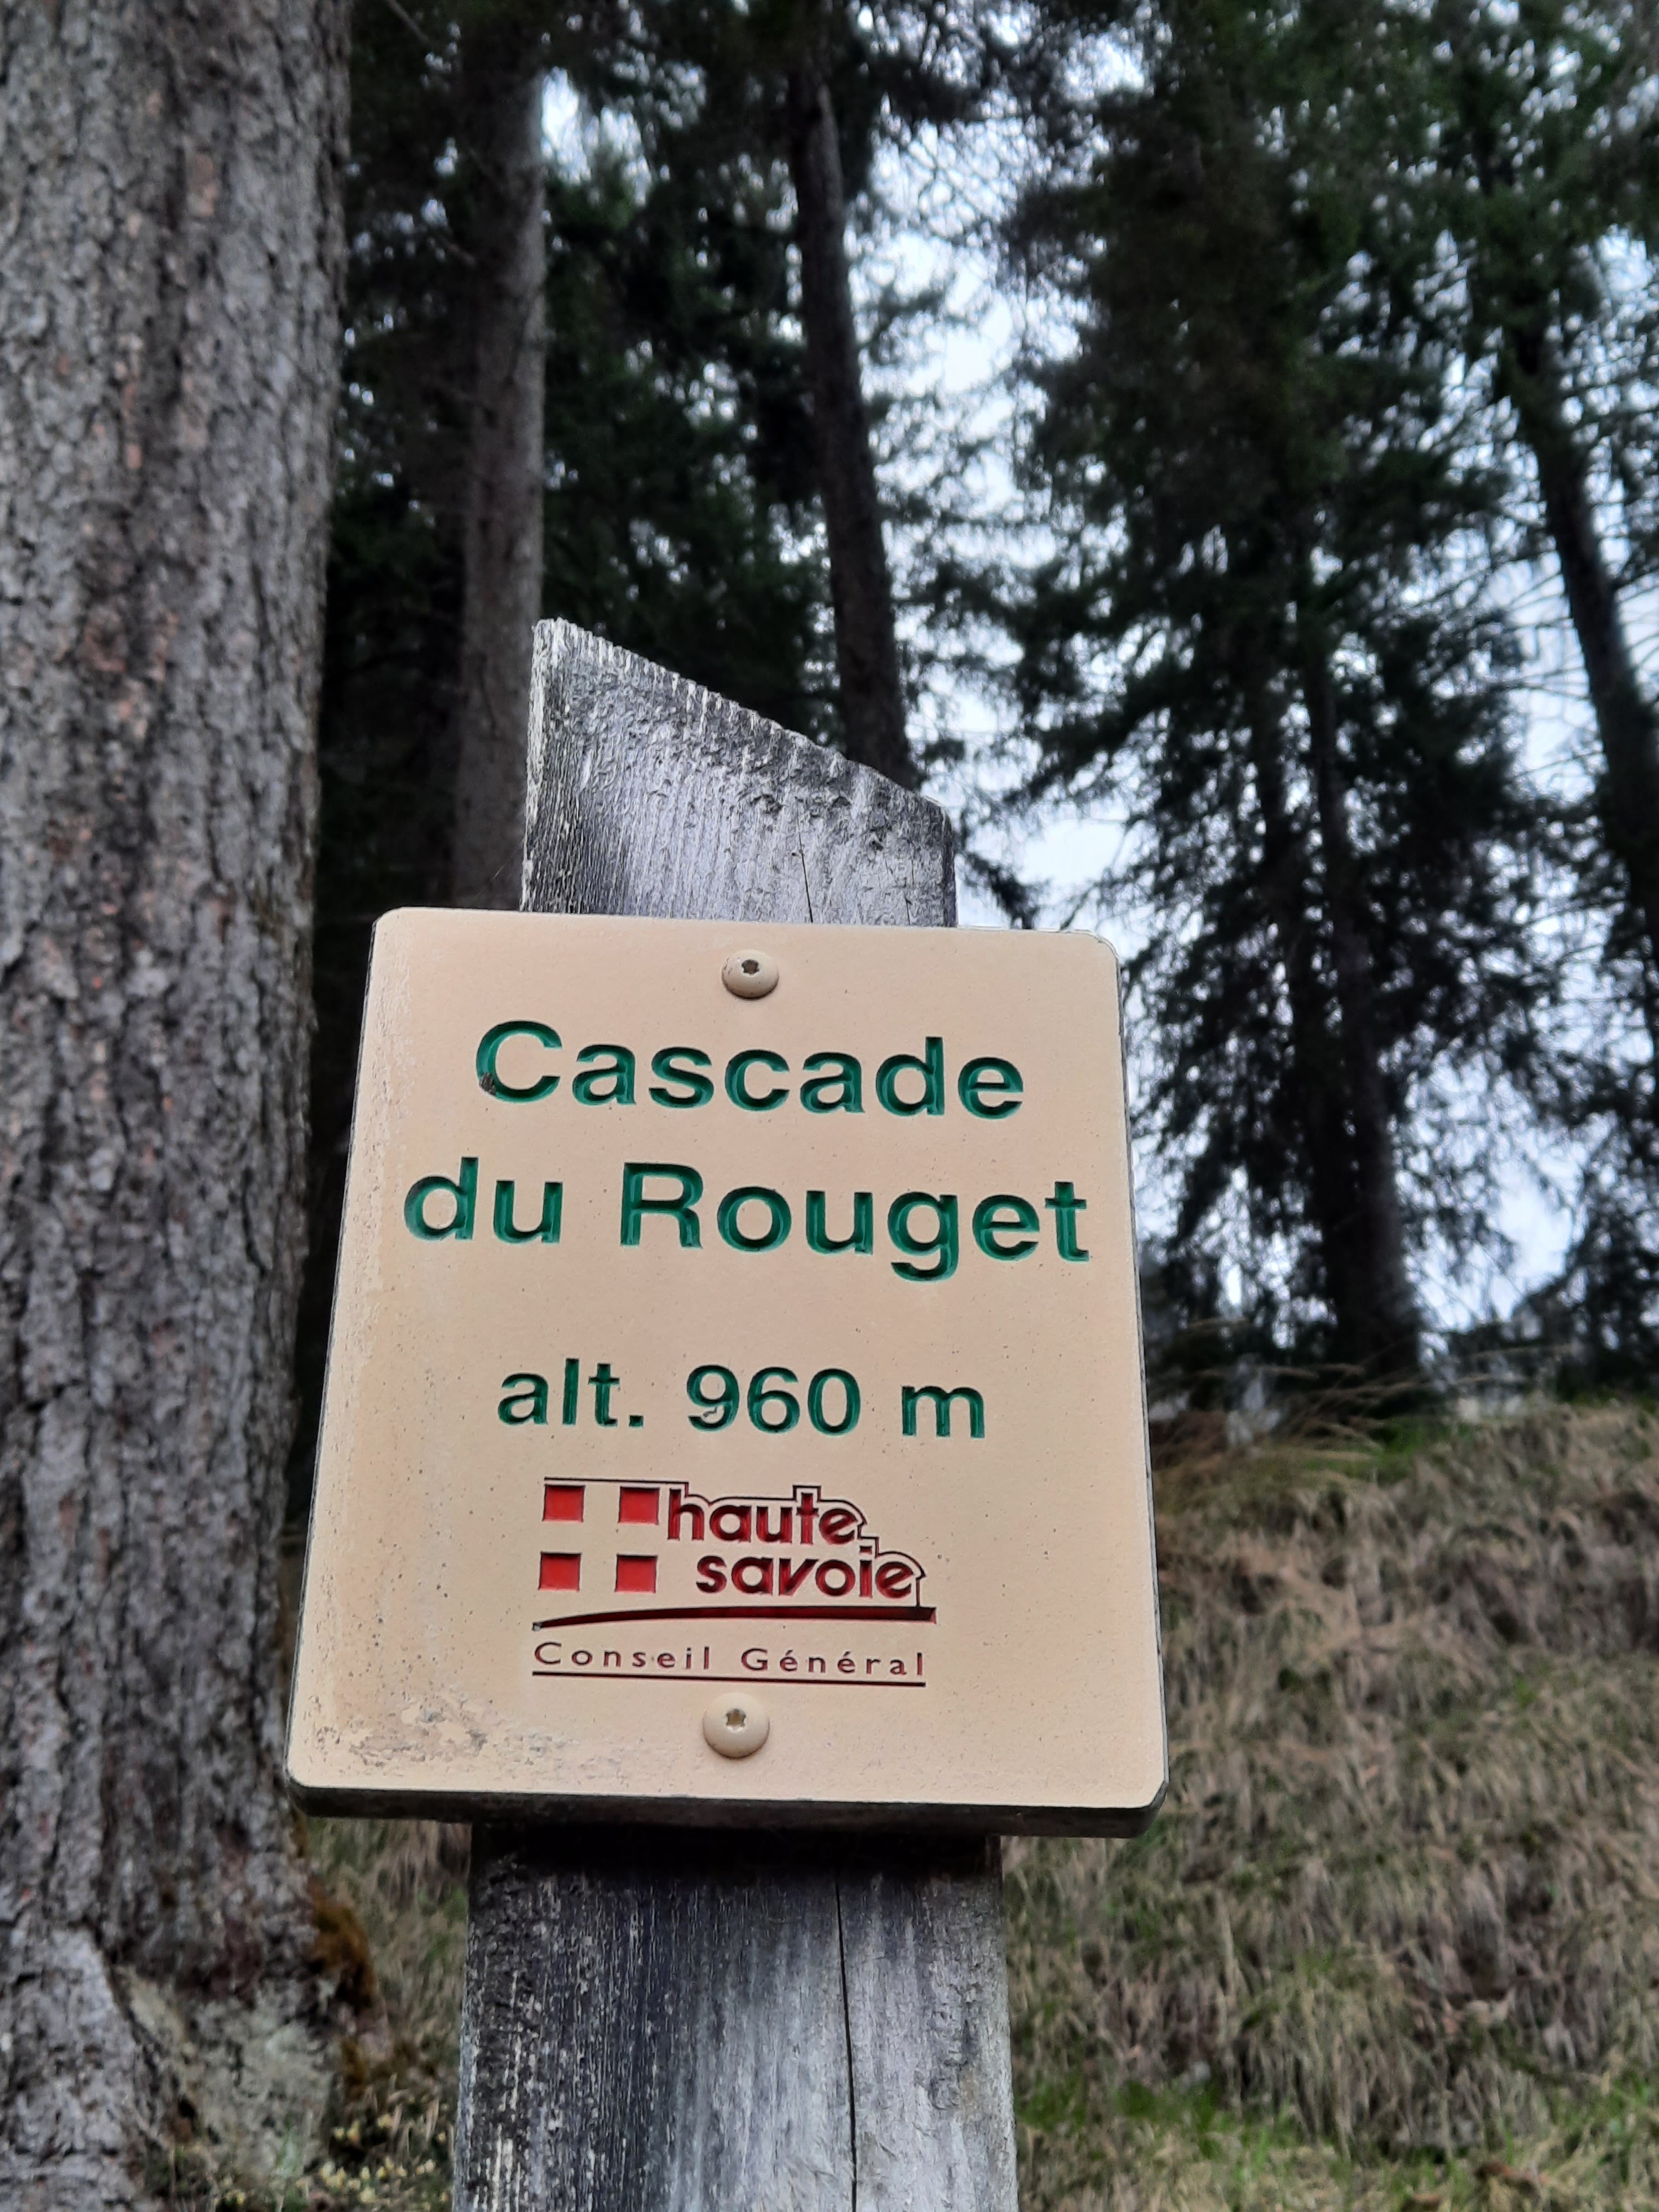 Cascade
du Rouget
alt. 960 m
haute
savoie
Conseil Général